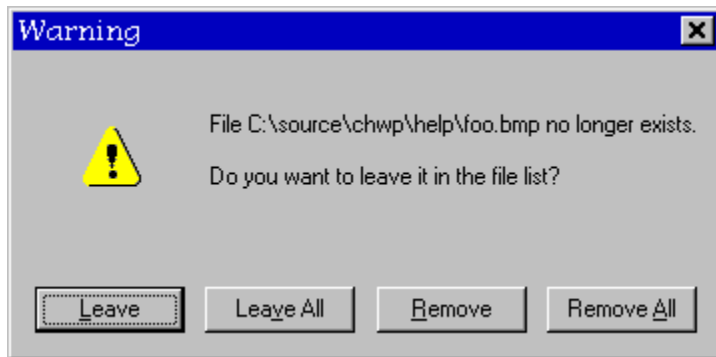 Warning
File C:\source\chwp\help\foo.bmp no longer exists.
Do you want to leave it in the file list?
Leave Leave All Remove Remove All